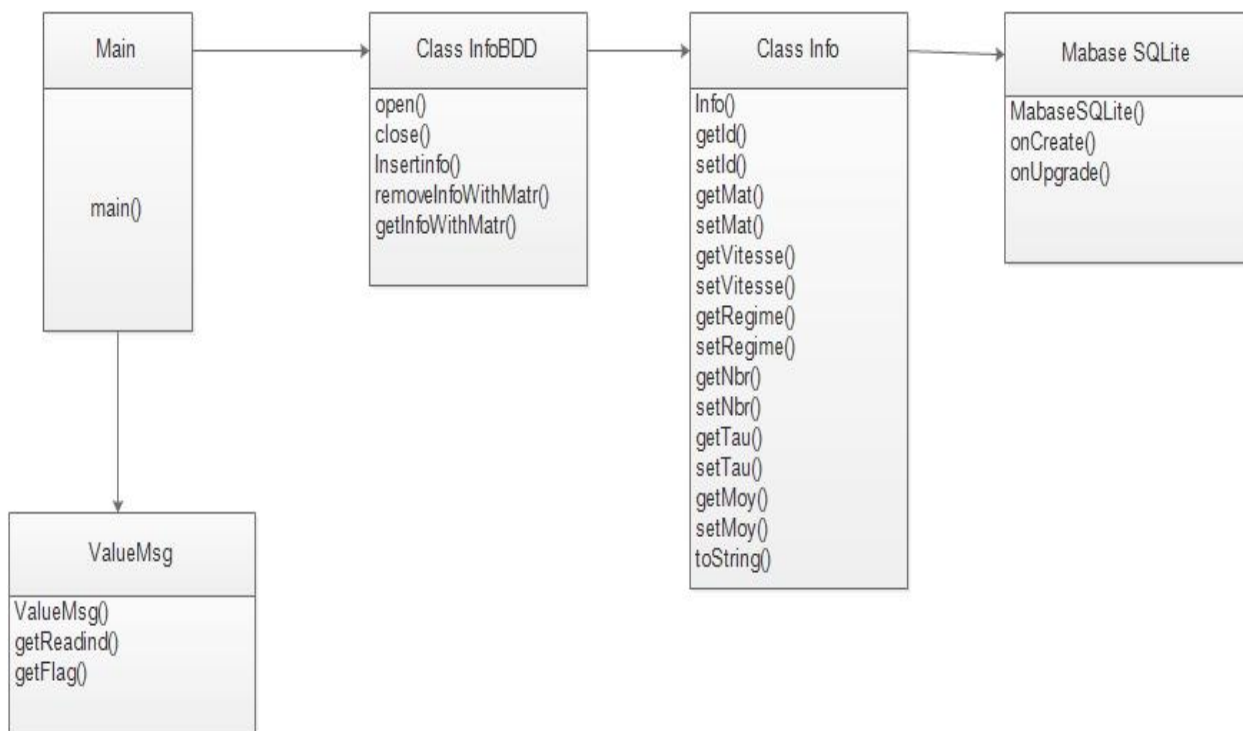 Main
main()
Class InfoBDD
open()
close()
Insertinfo()
removeInfoWithMatr()
getInfoWithMatr()
Class Info
Info()
getId()
setId()
getMat()
setMat()
getVitesse()
setVitesse()
getRegime()
setRegime()
getNbr()
setNbr()
getTau()
setTau()
getMoy()
setMoy()
toString()
Mabase SQLite
MabaseSQLite()
onCreate()
onUpgrade()
ValueMsg
ValueMsg()
getReadind()
getFlag()